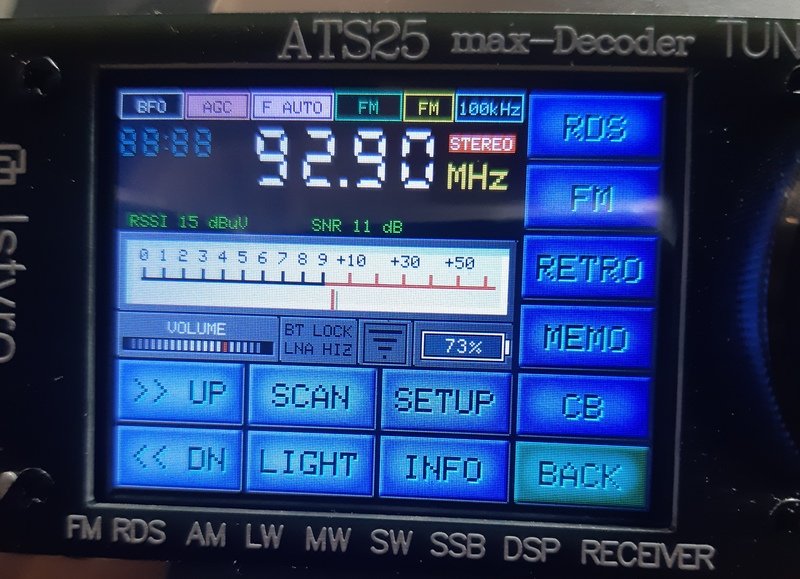 ATS25 max-Decoder TUN
BFO AGC F AUTO FM FM 100kHz
RDS
88:88 92.90 STEREO
MHz
FM
RSSI 15 dBuV SNR 11 dB
0 1 2 3 4 5 6 7 8 9 +10 +30 +50
RETRO
VOLUME
BT LOCK
LNA HIZ
73%
MEMO
>> UP SCAN SETUP CB
<< DN LIGHT INFO BACK
FM RDS AM LW MW SW SSB DSP RECEIVER